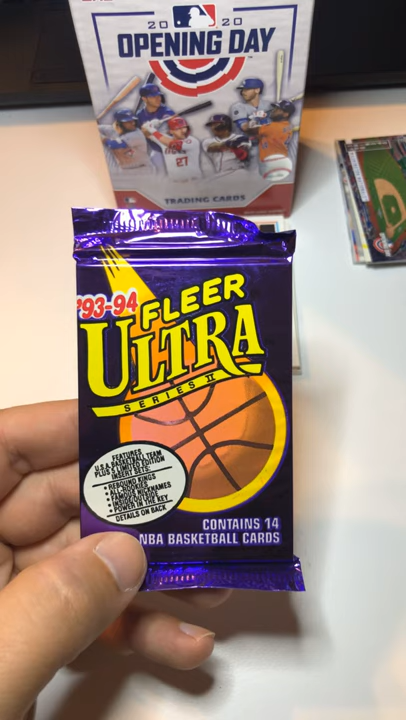 2020
OPENING DAY
27
TRADING CARDS
'93-94
FLEER
ULTRA
SERIES II
FEATURES
U.S.A. BASKETBALL TEAM
PLUS 5 LIMITED EDITION
INSERT SETS:
• REBOUND KINGS
• ALL-ROOKIES
• FAMOUS NICKNAMES
• INSIDE/OUTSIDE
• POWER IN THE KEY
DETAILS ON BACK
CONTAINS 14
NBA BASKETBALL CARDS